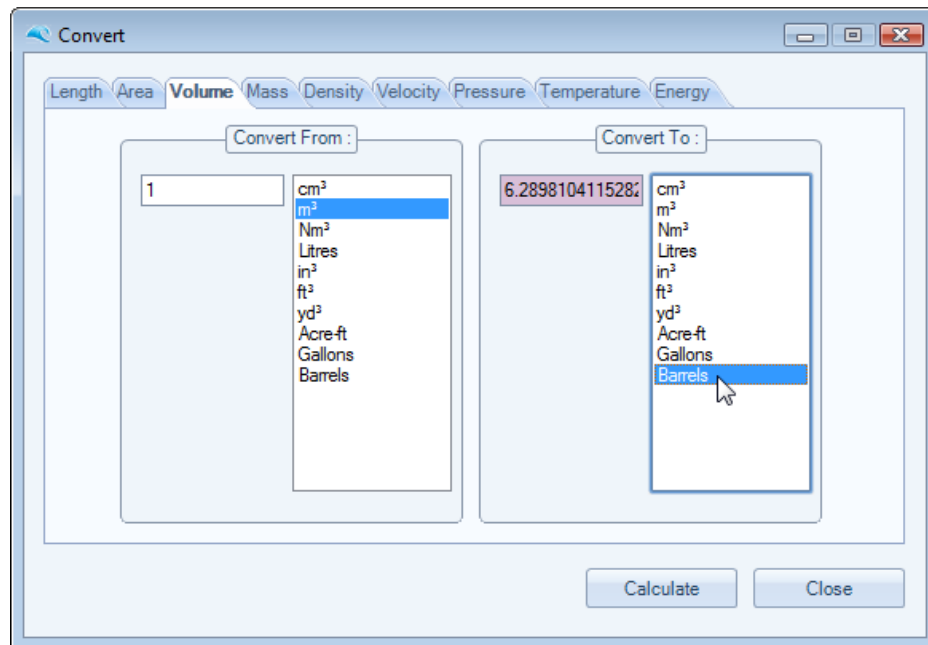 Convert
Length Area Volume Mass Density Velocity Pressure Temperature Energy
Convert From :
1
cm³
m³
Nm³
Litres
in³
ft³
yd³
Acre-ft
Gallons
Barrels
Convert To :
6.289810411528
cm³
m³
Nm³
Litres
in³
ft³
yd³
Acre-ft
Gallons
Barrels
Calculate Close